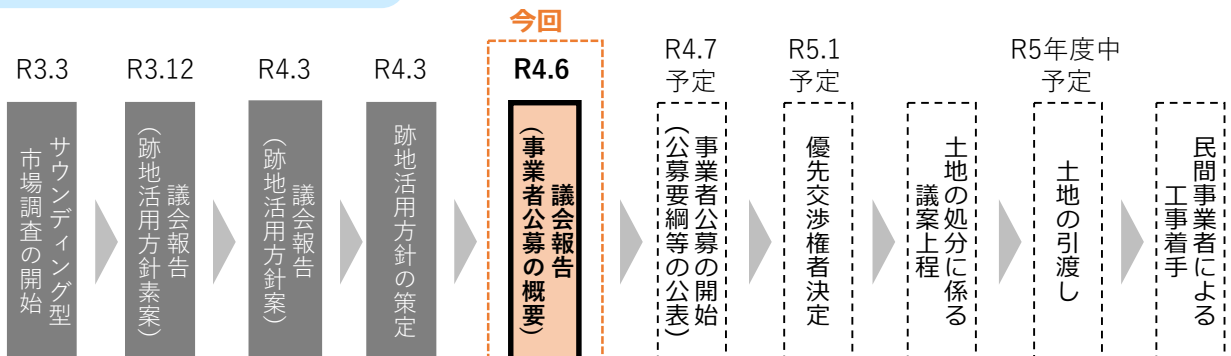 今回
R3.3
サウンディング型
市場調査の開始
R3.12
議会報告
（跡地活用方針素案）
R4.3
議会報告
（跡地活用方針案）
R4.3
跡地活用方針の策定
R4.6
議会報告
（事業者公募の概要）
R4.7
予定
事業者公募の開始
（公募要綱等の公表）
R5.1
予定
優先交渉権者決定
土地の処分に係る
議案上程
R5年度中
予定
土地の引渡し
民間事業者による
工事着手